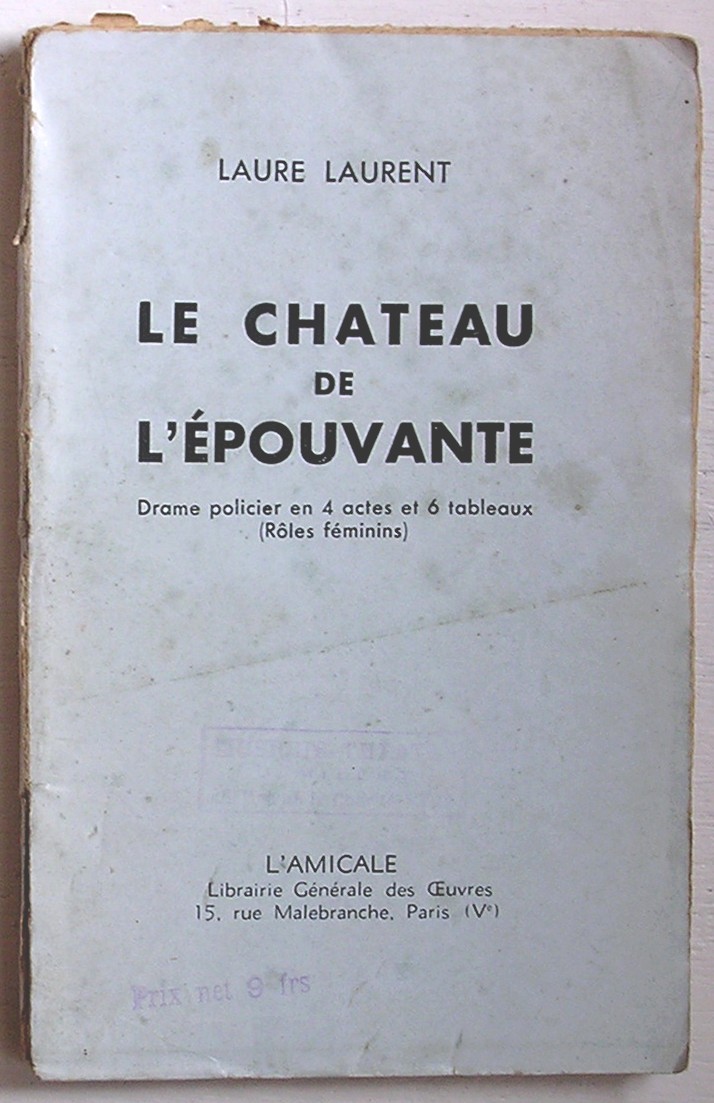 LAURE LAURENT
LE CHATEAU
DE
L'ÉPOUVANTE
Drame policier en 4 actes et 6 tableaux
(Rôles féminins)
L'AMICALE
Librairie Générale des Œuvres
15, rue Malebranche, Paris (Vᵉ)
Prix net 9 frs